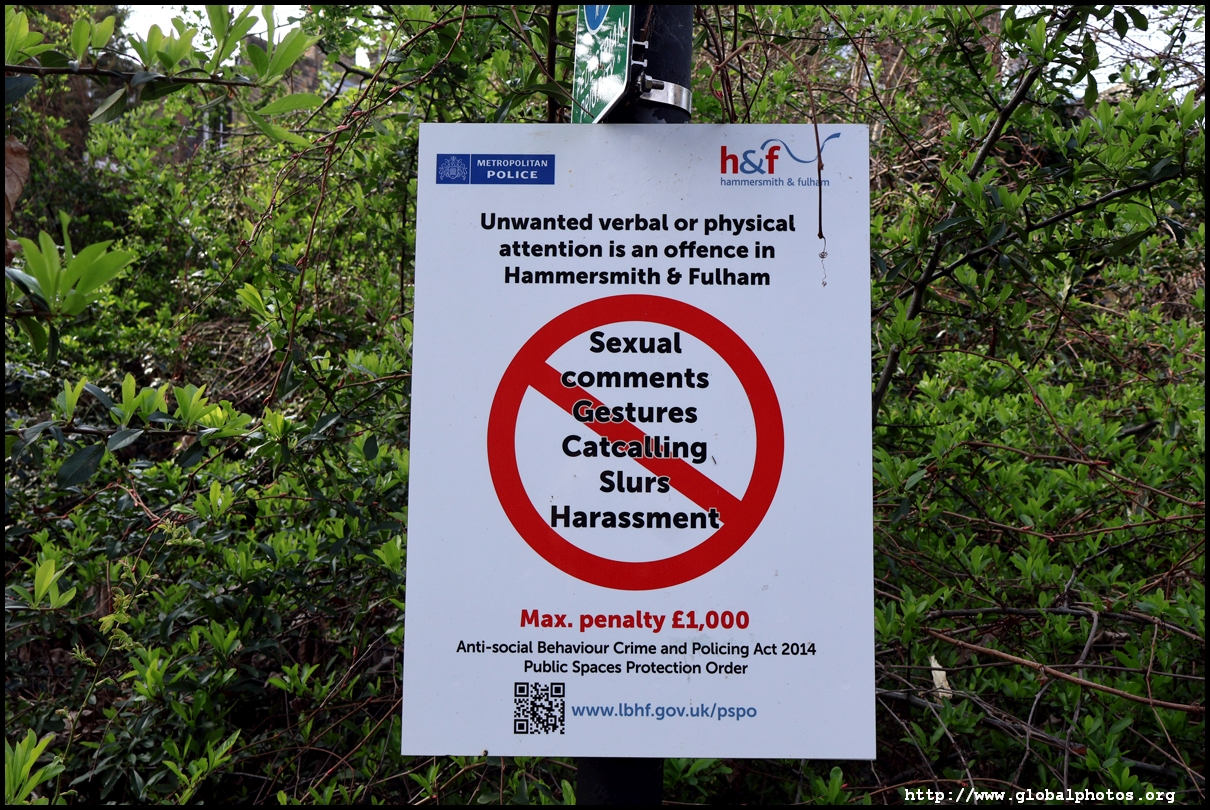 METROPOLITAN
POLICE
h&f
hammersmith & fulham
Unwanted verbal or physical
attention is an offence in
Hammersmith & Fulham
Sexual
comments
Gestures
Catcalling
Slurs
Harassment
Max. penalty £1,000
Anti-social Behaviour Crime and Policing Act 2014
Public Spaces Protection Order
www.lbhf.gov.uk/pspo
http://www.globalphotos.org